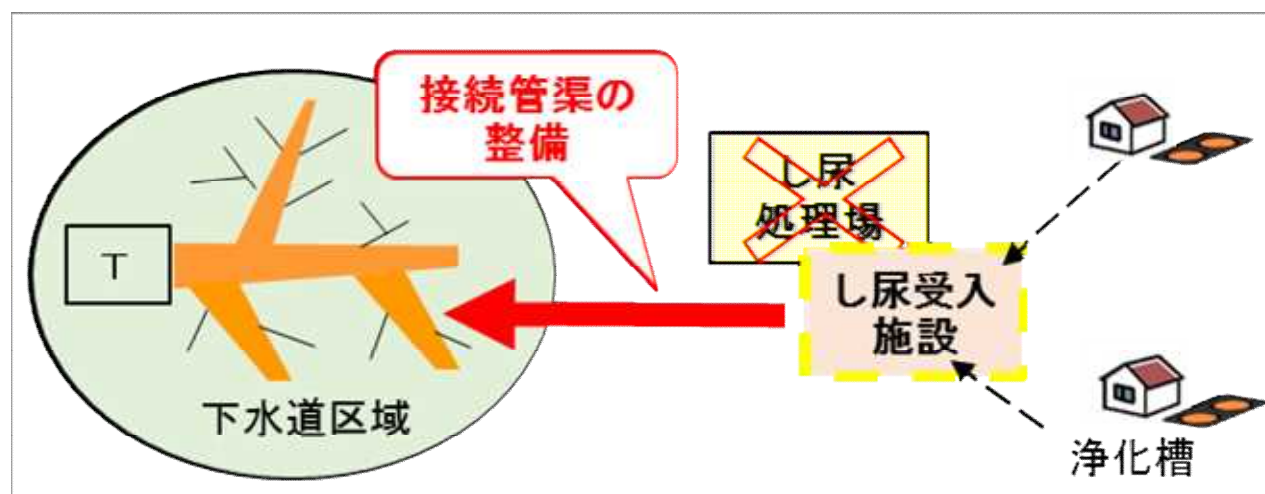 接続管渠の
整備
し尿
処理場
T
し尿受入
施設
下水道区域
浄化槽